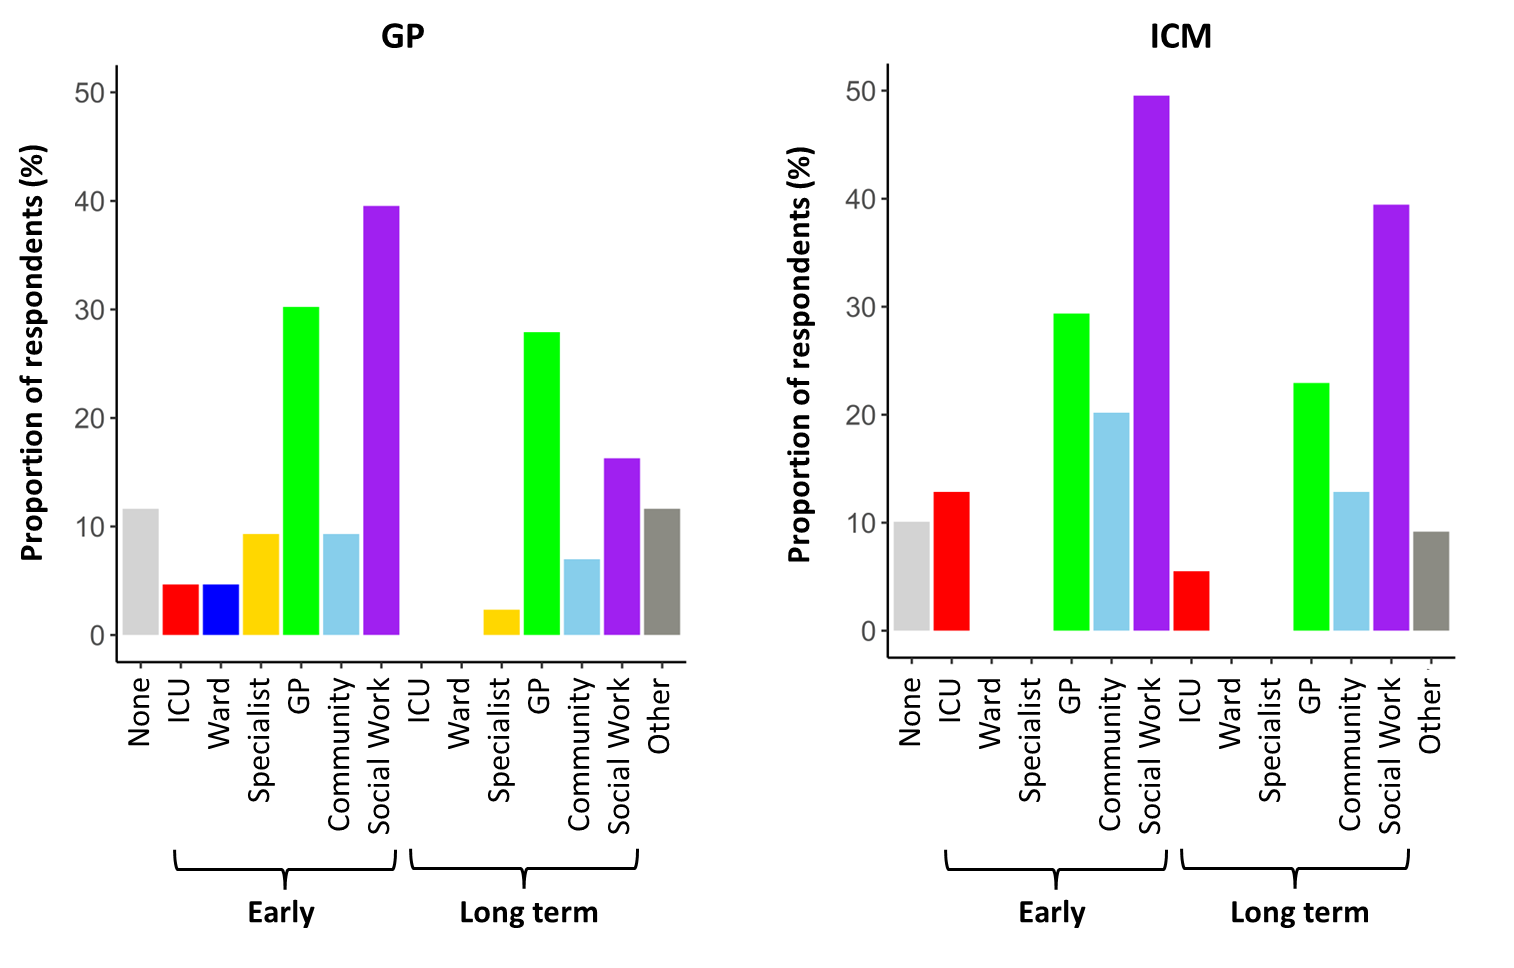 GP
Proportion of respondents (%)
50
40
30
20
10
0
None
ICU
Ward
Specialist
GP
Community
Social Work
ICU
Ward
Specialist
GP
Community
Social Work
Other
Early
Long term
ICM
Proportion of respondents (%)
50
40
30
20
10
0
None
ICU
Ward
Specialist
GP
Community
Social Work
ICU
Ward
Specialist
GP
Community
Social Work
Other
Early
Long term